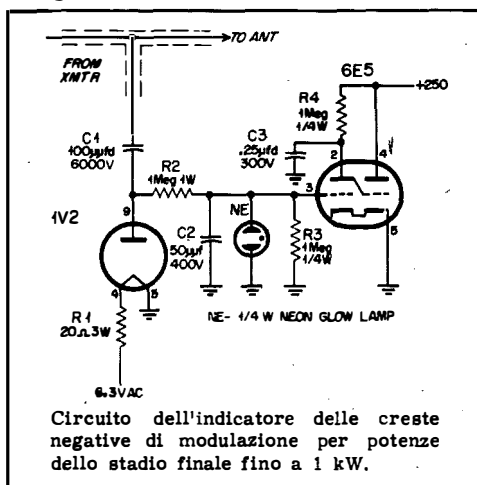 TO ANT
FROM
XMTR
6E5
+250
R4
1Meg
1/4W
C1
100μμfd
6000V
C3
.25μfd
300V
R2
1Meg 1W
2
4
3
1V2
9
NE
C2
50μμf
400V
R3
1Meg
1/4W
5
4
5
R1
20Ω3W
NE- 1/4 W NEON GLOW LAMP
6.3VAC
Circuito dell'indicatore delle creste
negative di modulazione per potenze
dello stadio finale fino a 1 kW.